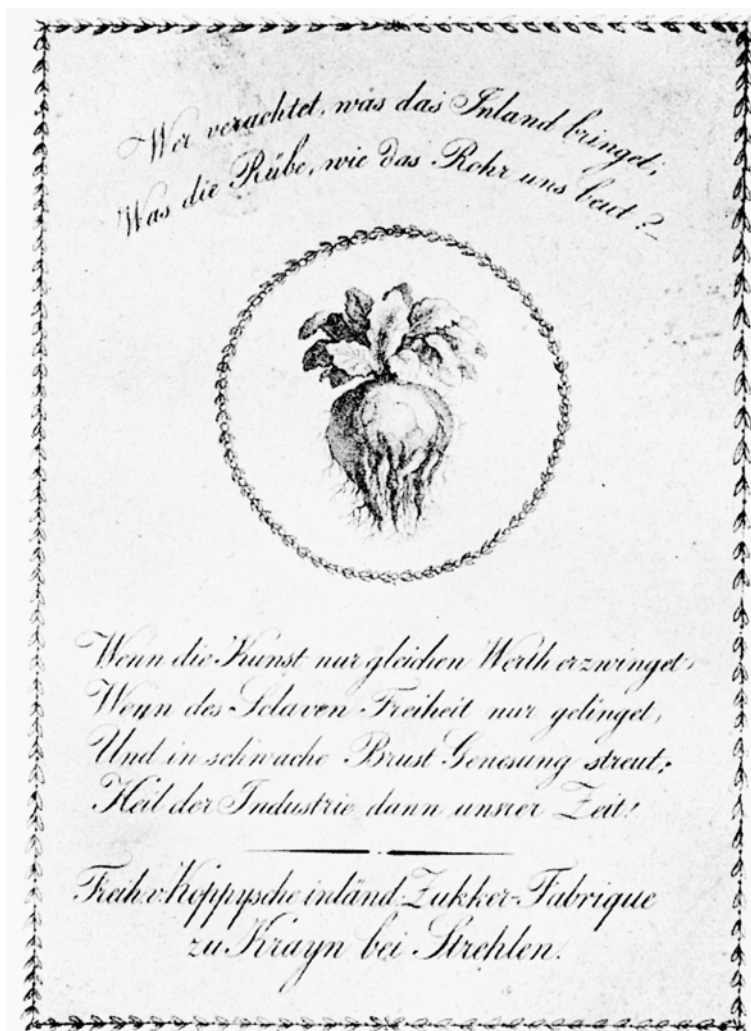 Wer verachtet, was das Inland bringet;
Was die Rübe, wie das Rohr uns beut?
Wenn die Kunst nur gleichen Werth erzwinget,
Wenn des Sclaven Freiheit nur gelinget,
Und in schwache Brust Genesung streut;
Heil der Industrie dann unsrer Zeit!
Freih. v. Koppysche inländ. Zukker-Fabrique
zu Krayn bei Strehlen.